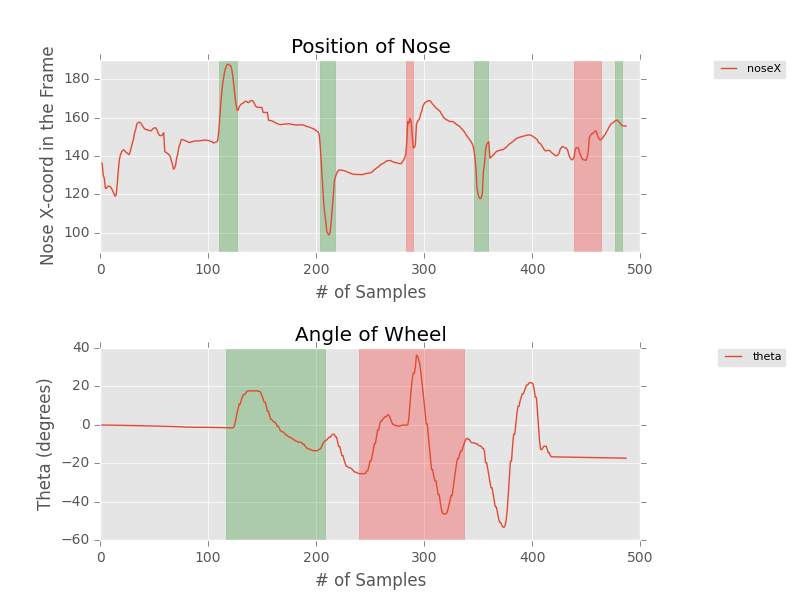 Position of Nose
Nose X-coord in the Frame
180
160
140
120
100
0 100 200 300 400 500
# of Samples
noseX
Angle of Wheel
Theta (degrees)
40
20
0
−20
−40
−60
0 100 200 300 400 500
# of Samples
theta